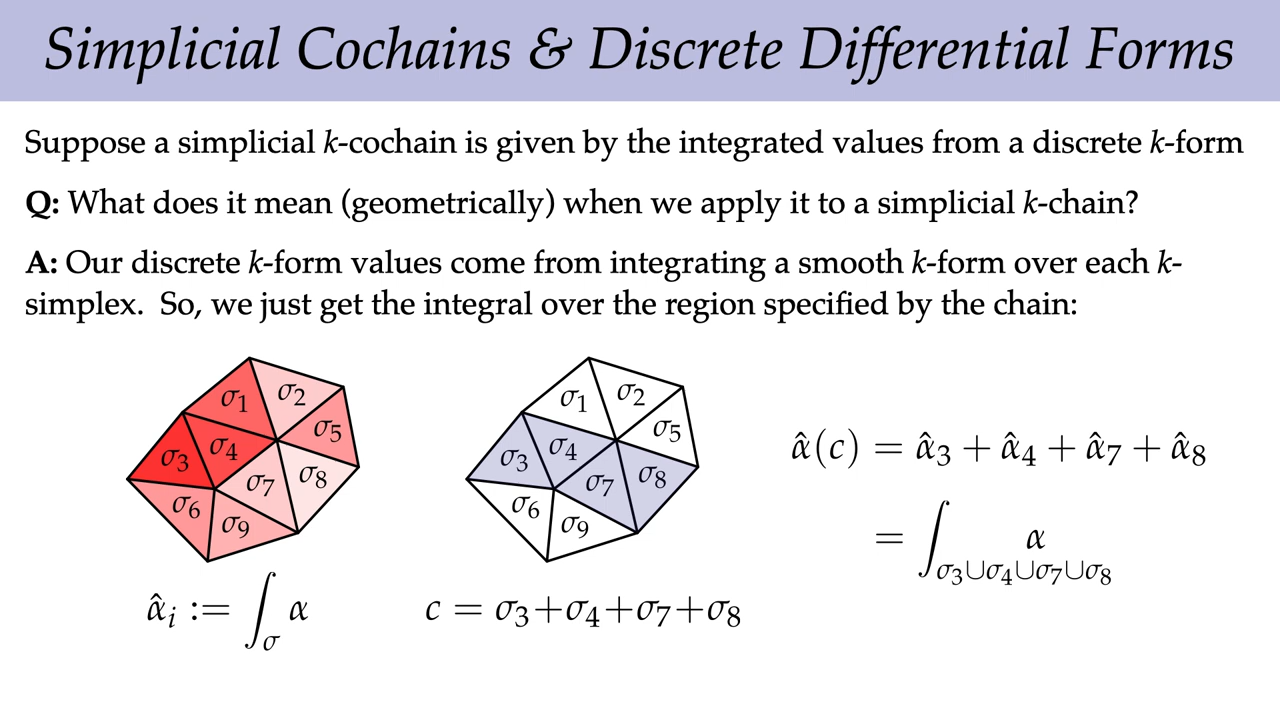 Simplicial Cochains & Discrete Differential Forms
Suppose a simplicial k-cochain is given by the integrated values from a discrete k-form
Q: What does it mean (geometrically) when we apply it to a simplicial k-chain?
A: Our discrete k-form values come from integrating a smooth k-form over each k-
simplex. So, we just get the integral over the region specified by the chain:
σ1 σ2
σ5
σ3 σ4
σ7 σ8
σ6
σ9
α̂i := ∫σ α
σ1 σ2
σ5
σ3 σ4
σ7 σ8
σ6
σ9
c = σ3+σ4+σ7+σ8
α̂(c) = α̂3 + α̂4 + α̂7 + α̂8
= ∫σ3∪σ4∪σ7∪σ8 α